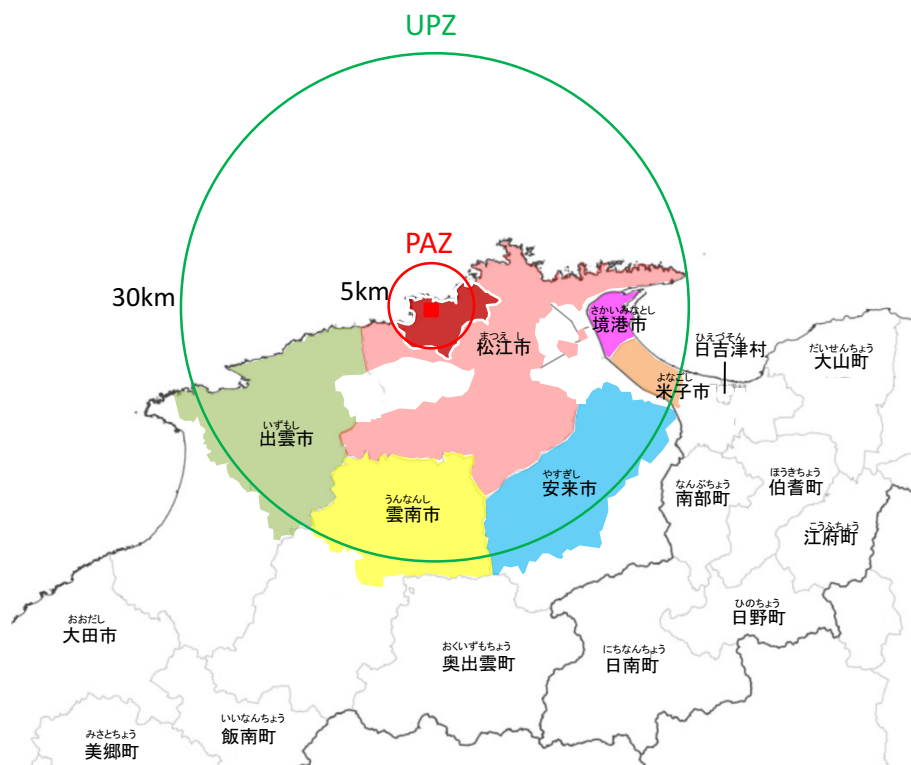 UPZ
PAZ
30km
5km
さかいみなとし
境港市
まつえ し
松江市
ひえづそん
日吉津村
だいせんちょう
大山町
よなごし
米子市
いずもし
出雲市
やすぎし
安来市
なんぶちょう
南部町
ほうきちょう
伯耆町
うんなんし
雲南市
こうふちょう
江府町
おおだし
大田市
ひのちょう
日野町
おくいずもちょう
奥出雲町
にちなんちょう
日南町
みさとちょう
美郷町
いいなんちょう
飯南町